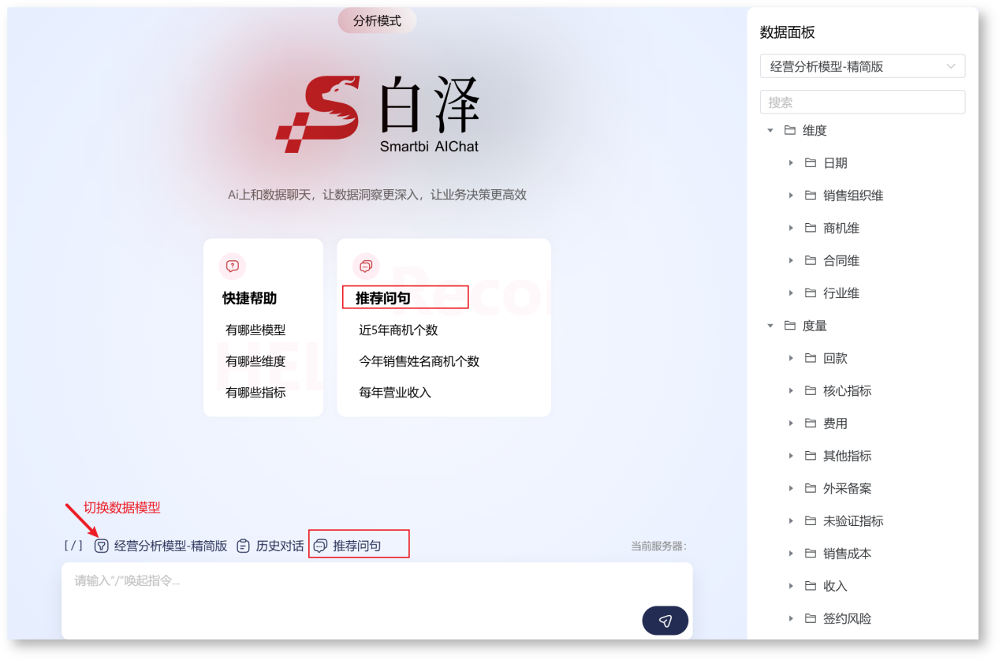 分析模式
白泽
Smartbi AIChat
Ai上和数据聊天，让数据洞察更深入，让业务决策更高效
快捷帮助
HEL
有哪些模型
有哪些维度
有哪些指标
推荐问句
Recor
近5年商机个数
今年销售姓名商机个数
每年营业收入
切换数据模型
[/] 经营分析模型-精简版 历史对话 推荐问句
当前服务器:
请输入"/"唤起指令...
数据面板
经营分析模型-精简版
搜索
维度
日期
销售组织维
商机维
合同维
行业维
度量
回款
核心指标
费用
其他指标
外采备案
未验证指标
销售成本
收入
签约风险